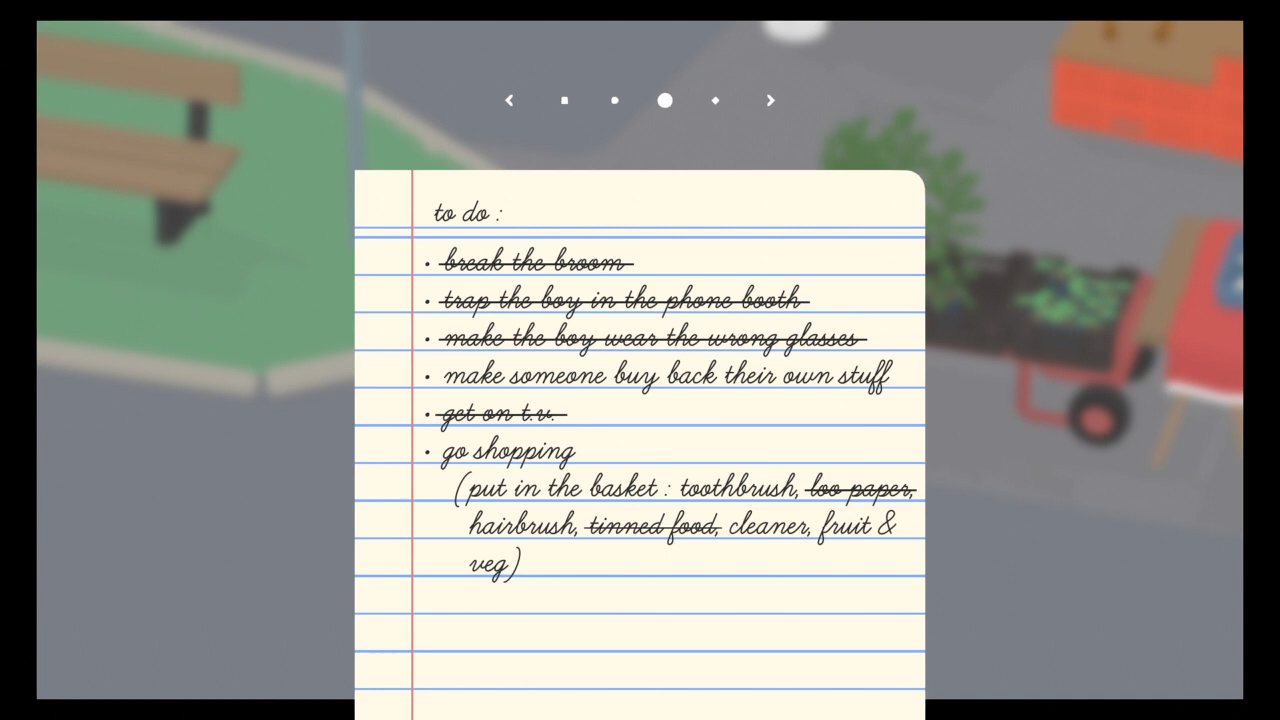 to do :
• break the broom
• trap the boy in the phone booth
• make the boy wear the wrong glasses
• make someone buy back their own stuff
• get on t.v.
• go shopping
(put in the basket : toothbrush, loo paper,
hairbrush, tinned food, cleaner, fruit &
veg)